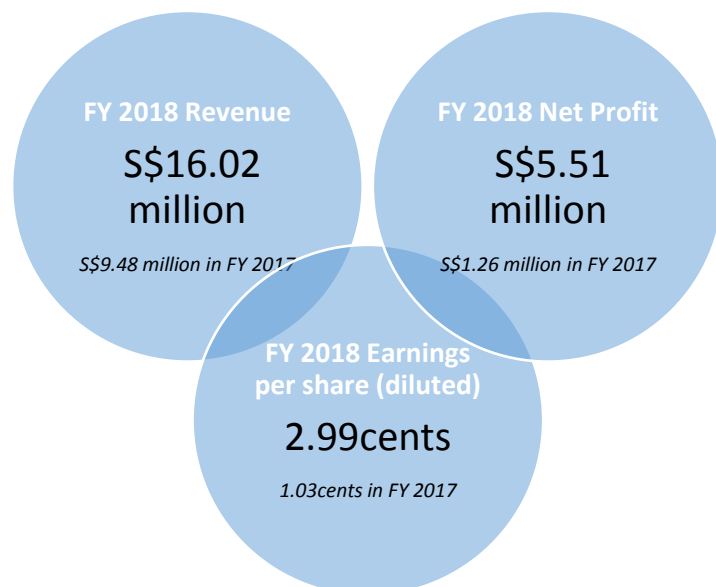 FY 2018 Revenue
S$16.02
million
S$9.48 million in FY 2017
FY 2018 Net Profit
S$5.51
million
S$1.26 million in FY 2017
FY 2018 Earnings
per share (diluted)
2.99cents
1.03cents in FY 2017